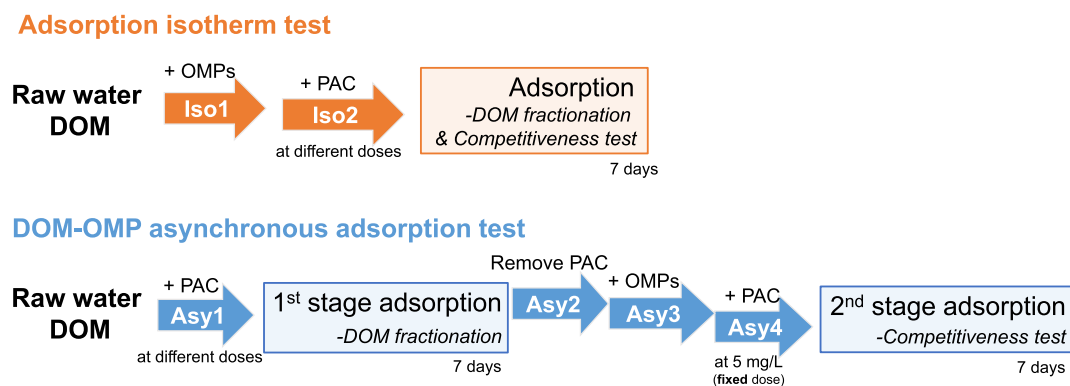 Adsorption isotherm test
Raw water
DOM
+ OMPs
Iso1
+ PAC
Iso2
at different doses
Adsorption
-DOM fractionation
& Competitiveness test
7 days
DOM-OMP asynchronous adsorption test
Raw water
DOM
+ PAC
Asy1
at different doses
1st stage adsorption
-DOM fractionation
7 days
Remove PAC
Asy2
+ OMPs
Asy3
+ PAC
Asy4
at 5 mg/L
(fixed dose)
2nd stage adsorption
-Competitiveness test
7 days